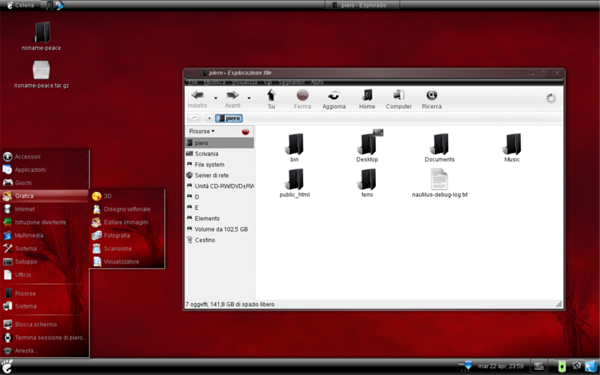 Celeria
piero - Esplorazio
noname-peace
noname-peace.tar.gz
piero - Esplorazione file
File Modifica Visualizza Vai Segnalibri Aiuto
Indietro Avanti Su Ferma Aggiorna Home Computer Ricerca
piero
Risorse
piero
Scrivania
File system
Server di rete
Unità CD-RW/DVD±RW
D
E
Elements
Volume da 102,5 GB
Cestino
bin Desktop Documents Music
public_html temi nautilus-debug-log.txt
7 oggetti, 141,8 GB di spazio libero
Accessori
Applicazioni
Giochi
Grafica
Internet
Istruzione divertente
Multimedia
Sistema
Sviluppo
Ufficio
Risorse
Sistema
Blocca schermo
Termina sessione di piero...
Arresta...
3D
Disegno vettoriale
Editare immagini
Fotografia
Scansione
Visualizzatore
mar 22 apr, 23:59